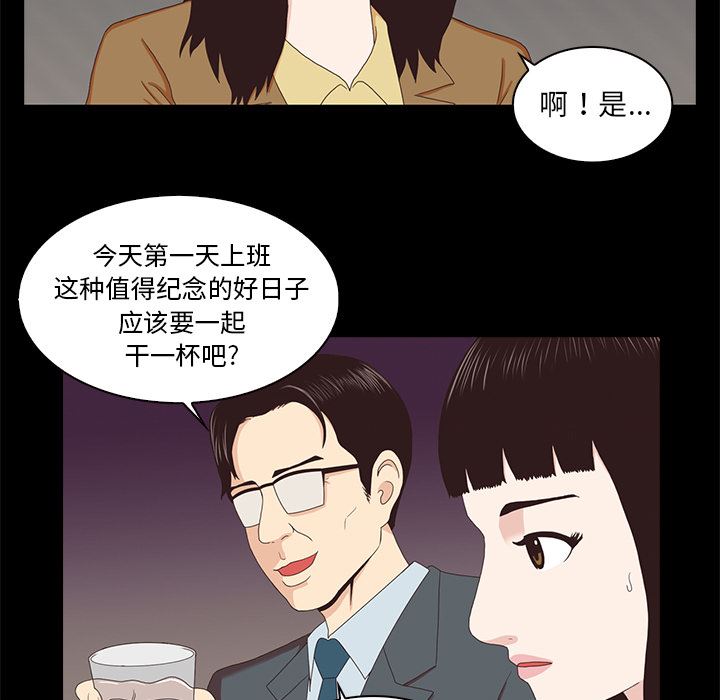 啊！是...
今天第一天上班
这种值得纪念的好日子
应该要一起
干一杯吧?